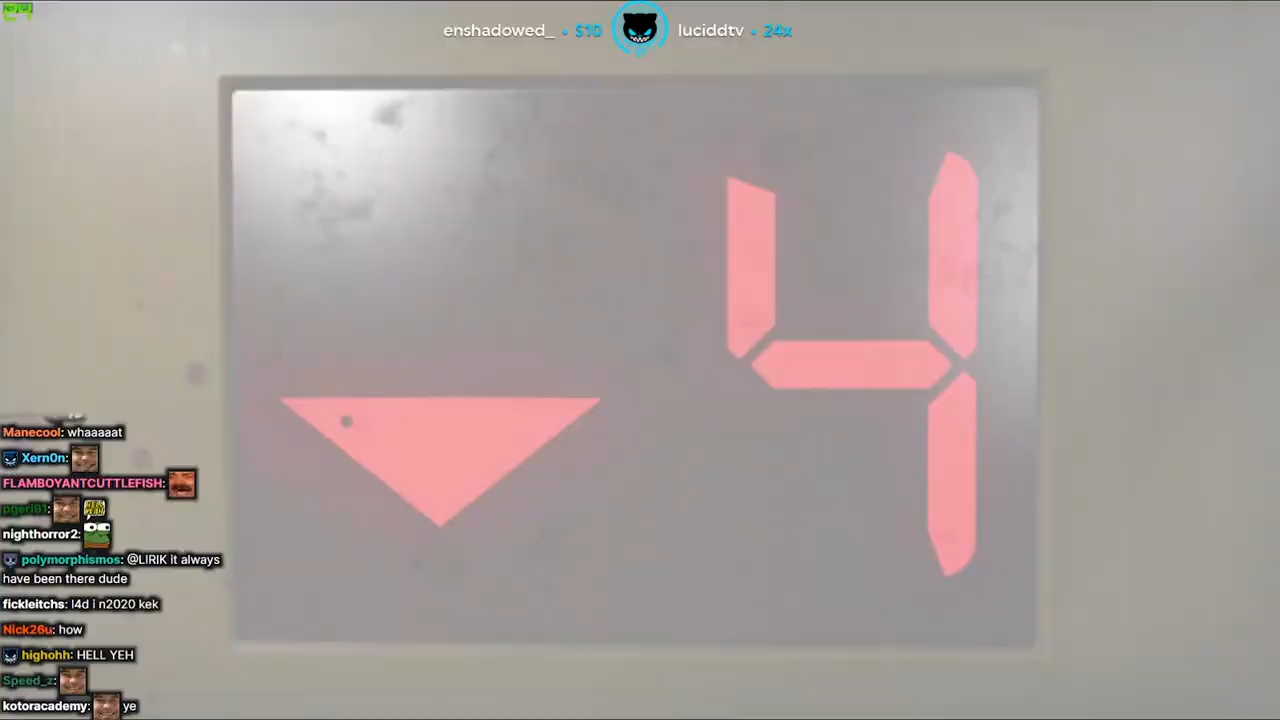 enshadowed_ • $10
luciddtv • 24x
4
Manecool: whaaaaat
Xern0n:
FLAMBOYANTCUTTLEFISH:
nighthorror2:
polymorphismos: @LIRIK it always
have been there dude
fickleitchs: l4d i n2020 kek
Nick26u: how
highohh: HELL YEH
Speed_z:
kotoracademy: ye